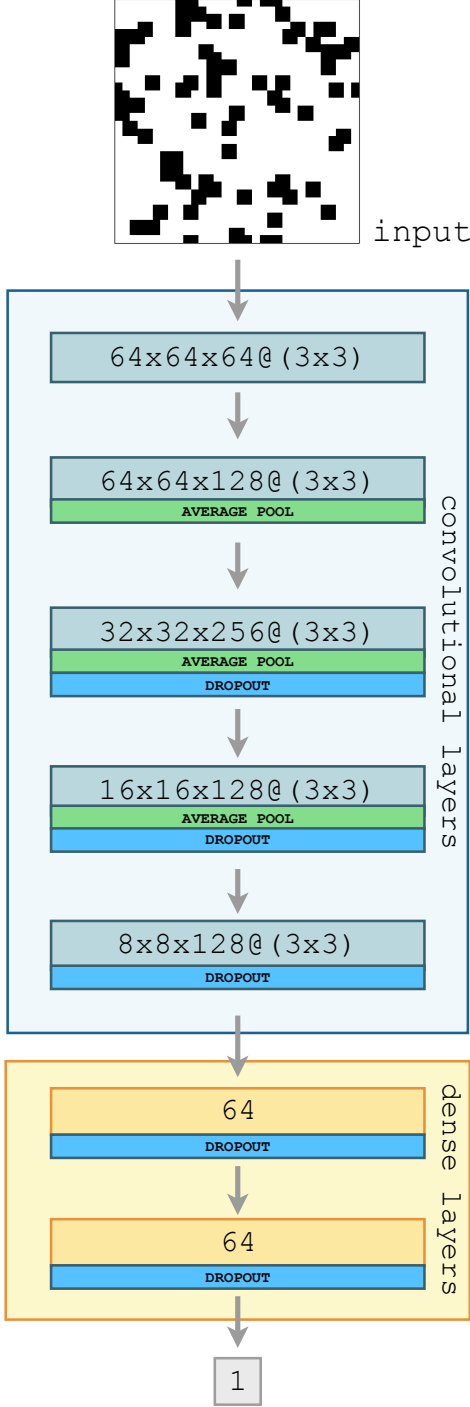 input
64x64x64@(3x3)
64x64x128@(3x3)
AVERAGE POOL
32x32x256@(3x3)
AVERAGE POOL
DROPOUT
16x16x128@(3x3)
AVERAGE POOL
DROPOUT
8x8x128@(3x3)
DROPOUT
convolutional layers
64
DROPOUT
64
DROPOUT
dense layers
1